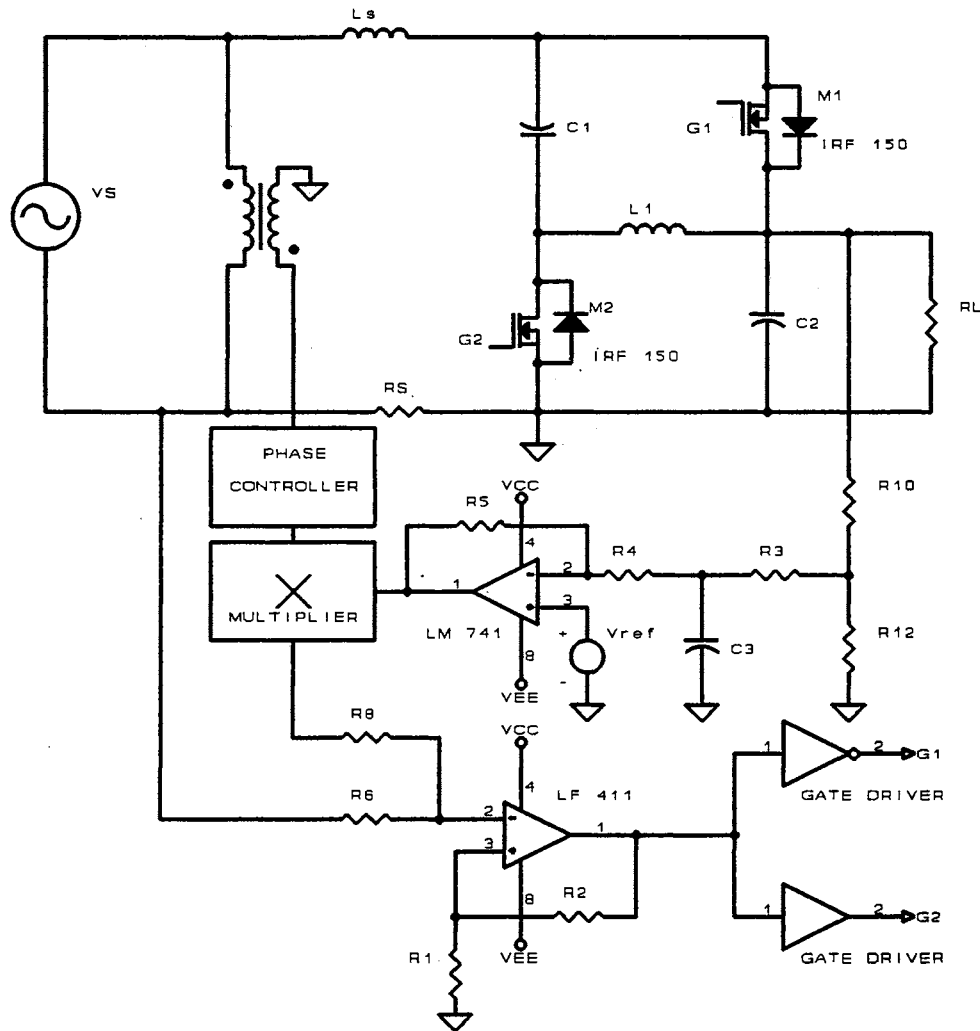 Ls
C1
G1
M1
IRF 150
VS
L1
G2
M2
IRF 150
C2
RL
RS
PHASE
CONTROLLER
VCC
R5
4
R10
MULTIPLIER
1
2
3
R4
R3
LM 741
8
+
Vref
-
C3
R12
VEE
R8
VCC
4
LF 411
1
2
G1
GATE DRIVER
R6
2
3
1
8
R2
1
2
G2
GATE DRIVER
R1
VEE